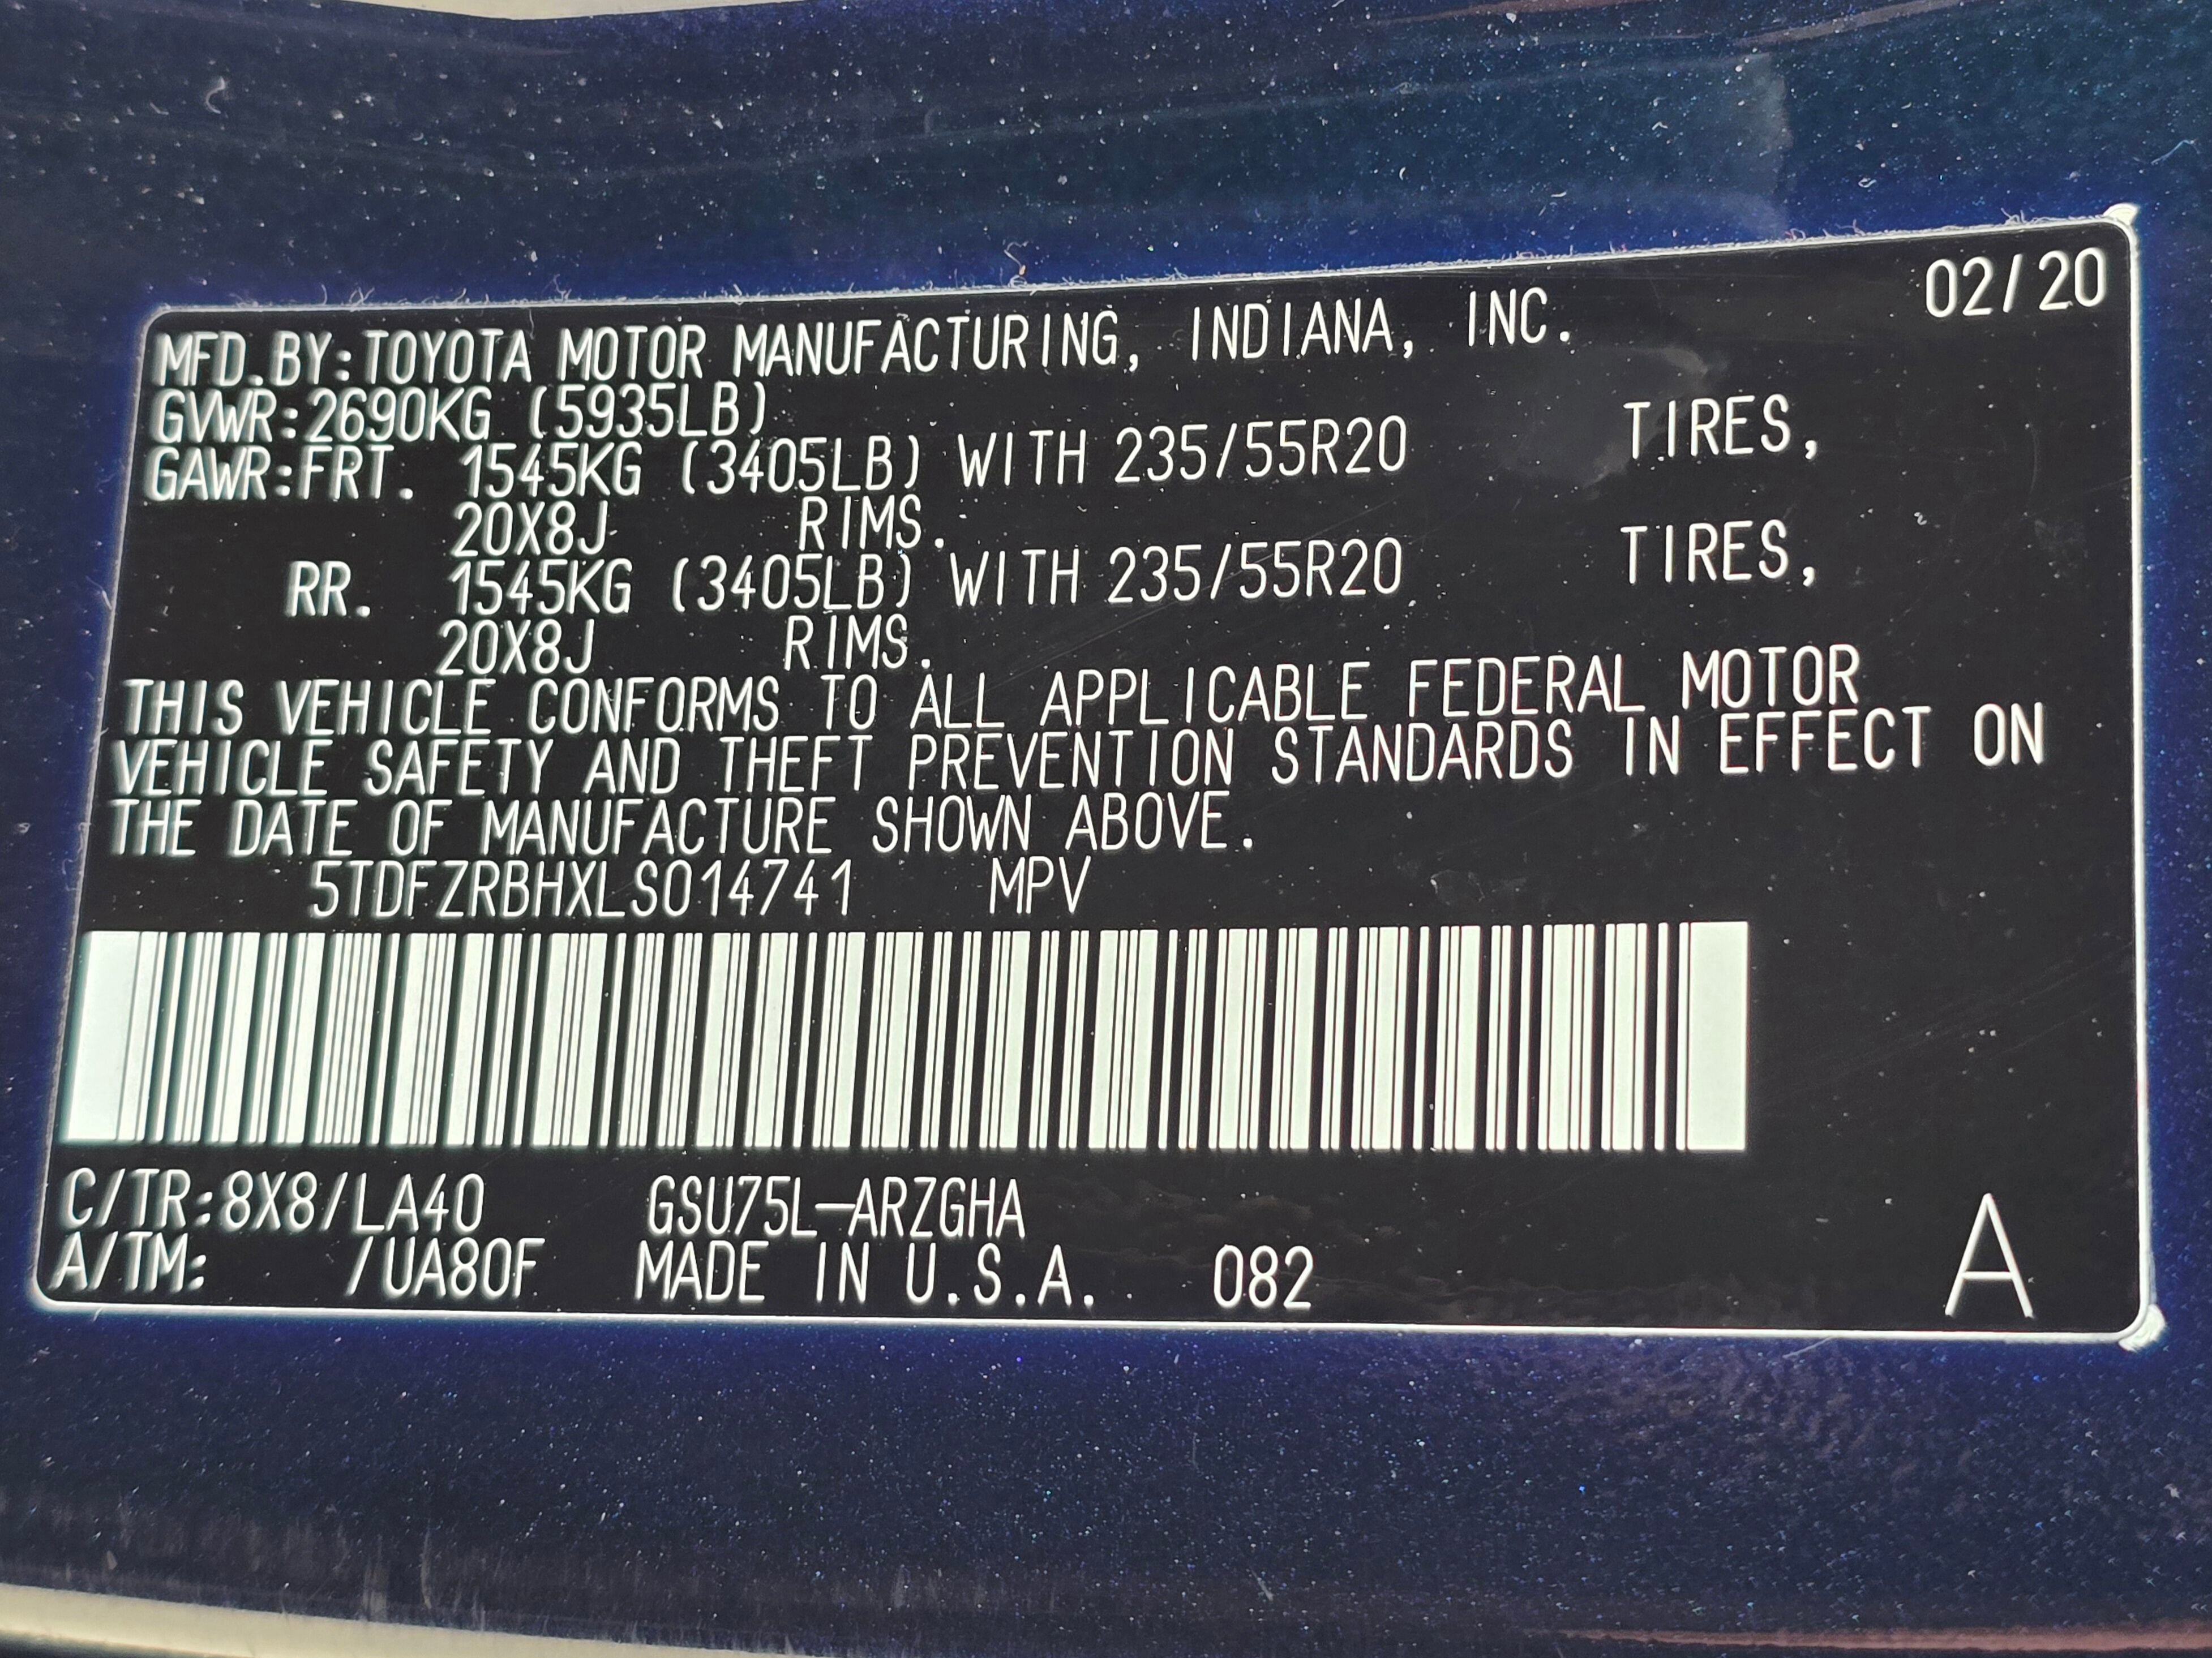 02/20
MFD.BY:TOYOTA MOTOR MANUFACTURING, INDIANA, INC.
GVWR:2690KG (5935LB)
GAWR:FRT. 1545KG (3405LB) WITH 235/55R20 TIRES,
20X8J RIMS.
RR. 1545KG (3405LB) WITH 235/55R20 TIRES,
20X8J RIMS.
THIS VEHICLE CONFORMS TO ALL APPLICABLE FEDERAL MOTOR
VEHICLE SAFETY AND THEFT PREVENTION STANDARDS IN EFFECT ON
THE DATE OF MANUFACTURE SHOWN ABOVE.
5TDFZRBHXLS014741 MPV
C/TR:8X8/LA40 GSU75L-ARZGHA
A/TM: /UA80F MADE IN U.S.A. 082
A